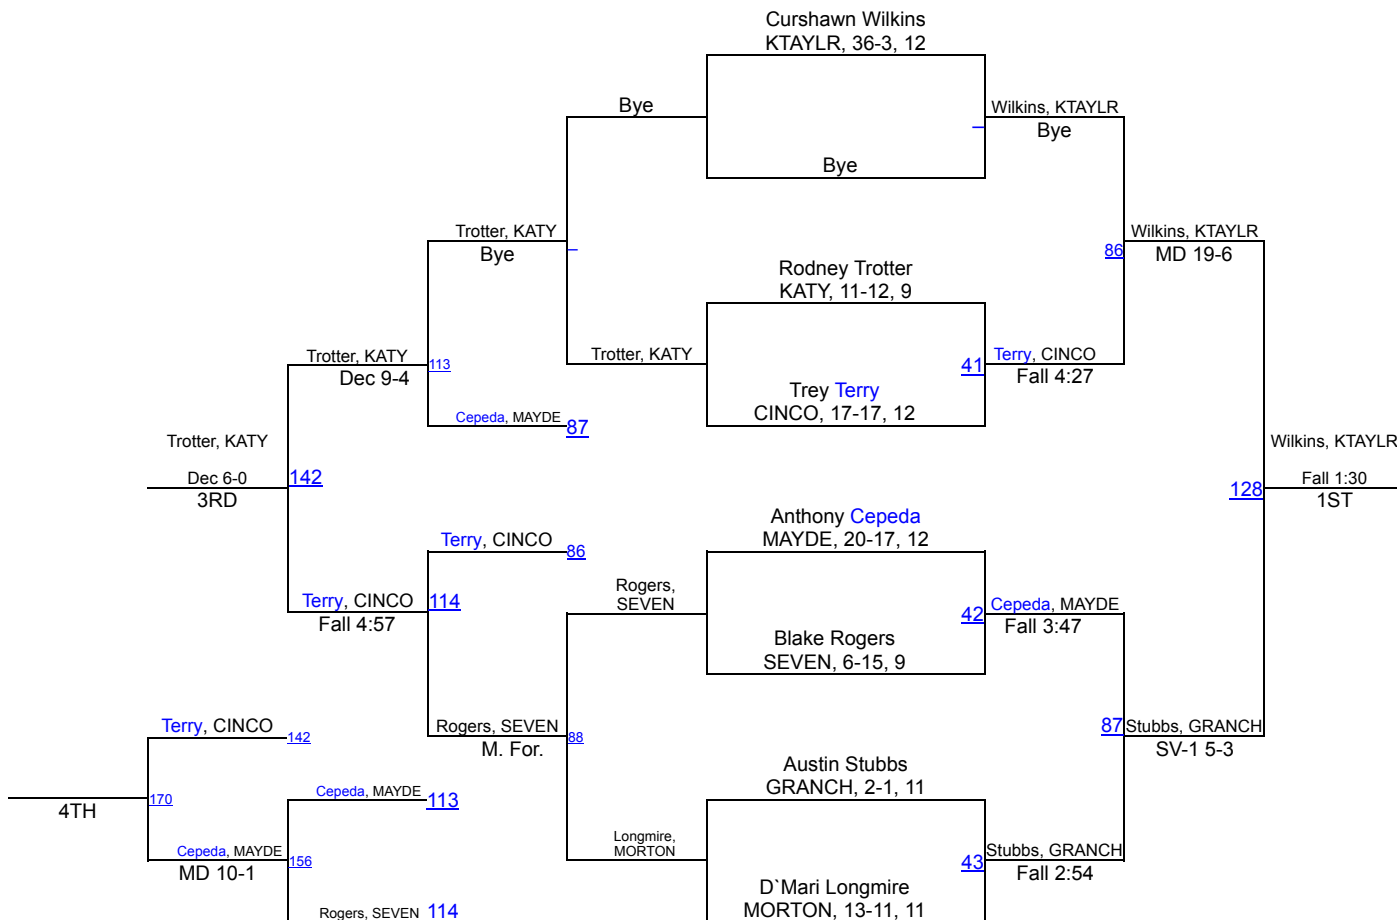 Curshawn Wilkins
KTAYLR, 36-3, 12
Bye
Wilkins, KTAYLR
Bye
Bye
Trotter, KATY
Bye
Wilkins, KTAYLR
86
MD 19-6
Rodney Trotter
KATY, 11-12, 9
Trotter, KATY
Dec 9-4
113
Trotter, KATY
41
Terry, CINCO
Fall 4:27
Trey Terry
CINCO, 17-17, 12
Cepeda, MAYDE
87
Trotter, KATY
Dec 6-0
3RD
142
Wilkins, KTAYLR
128
Fall 1:30
1ST
Anthony Cepeda
MAYDE, 20-17, 12
Terry, CINCO
86
Rogers,
SEVEN
Terry, CINCO
Fall 4:57
114
42
Cepeda, MAYDE
Fall 3:47
Blake Rogers
SEVEN, 6-15, 9
Terry, CINCO
142
Rogers, SEVEN
M. For.
88
87
Stubbs, GRANCH
SV-1 5-3
Austin Stubbs
GRANCH, 2-1, 11
4TH
170
Cepeda, MAYDE
113
Longmire,
MORTON
Cepeda, MAYDE
MD 10-1
156
43
Stubbs, GRANCH
Fall 2:54
D`Mari Longmire
MORTON, 13-11, 11
Rogers, SEVEN
114